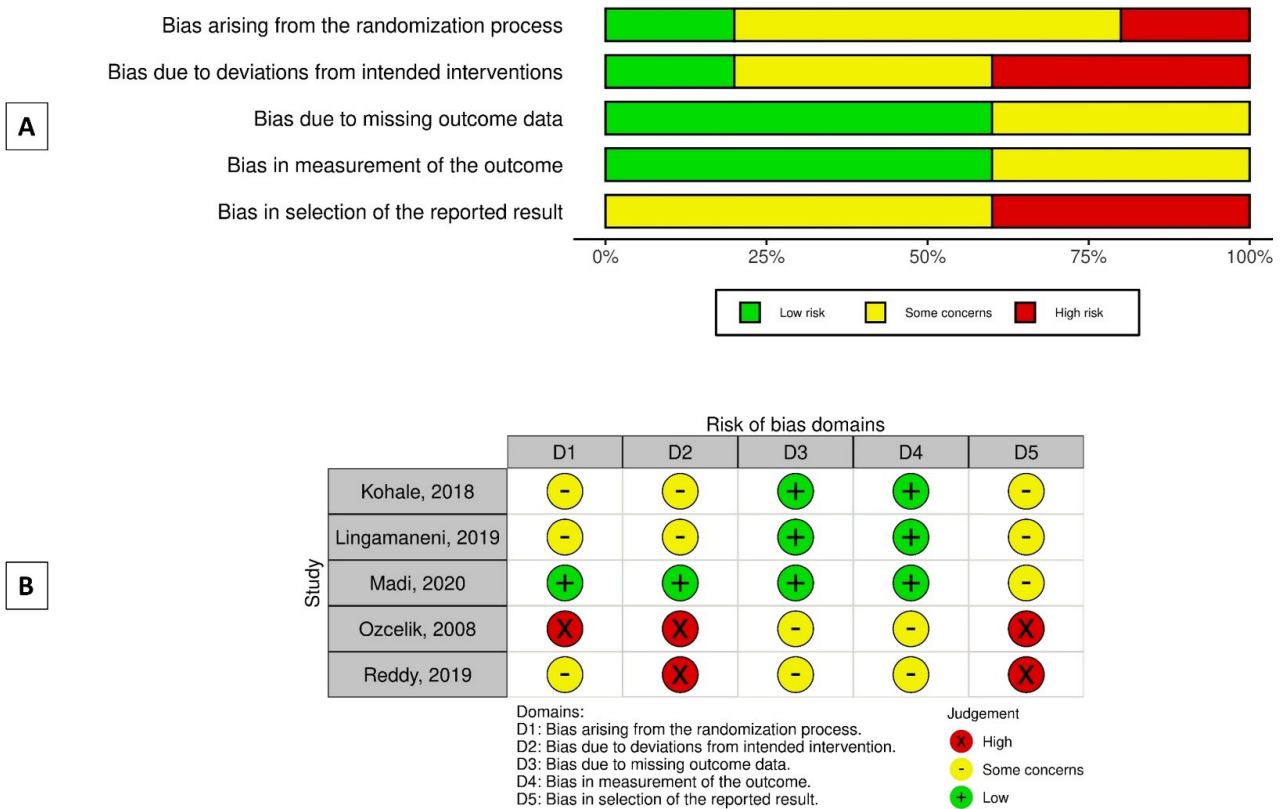 A
Bias arising from the randomization process
Bias due to deviations from intended interventions
Bias due to missing outcome data
Bias in measurement of the outcome
Bias in selection of the reported result
0% 25% 50% 75% 100%
Low risk Some concerns High risk
B
Risk of bias domains
D1 D2 D3 D4 D5
Study
Kohale, 2018 - - + + -
Lingamaneni, 2019 - - + + -
Madi, 2020 + + + + -
Ozcelik, 2008 X X - - X
Reddy, 2019 - X - - X
Domains:
D1: Bias arising from the randomization process.
D2: Bias due to deviations from intended intervention.
D3: Bias due to missing outcome data.
D4: Bias in measurement of the outcome.
D5: Bias in selection of the reported result.
Judgement
X High
- Some concerns
+ Low